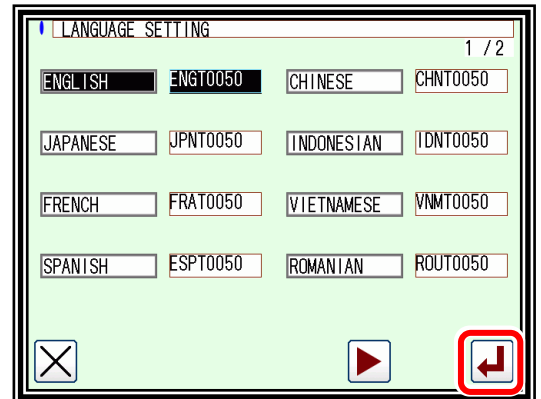 LANGUAGE SETTING
1 / 2
ENGLISH ENGT0050 CHINESE CHNT0050
JAPANESE JPNT0050 INDONESIAN IDNT0050
FRENCH FRAT0050 VIETNAMESE VNMT0050
SPANISH ESPT0050 ROMANIAN ROUT0050